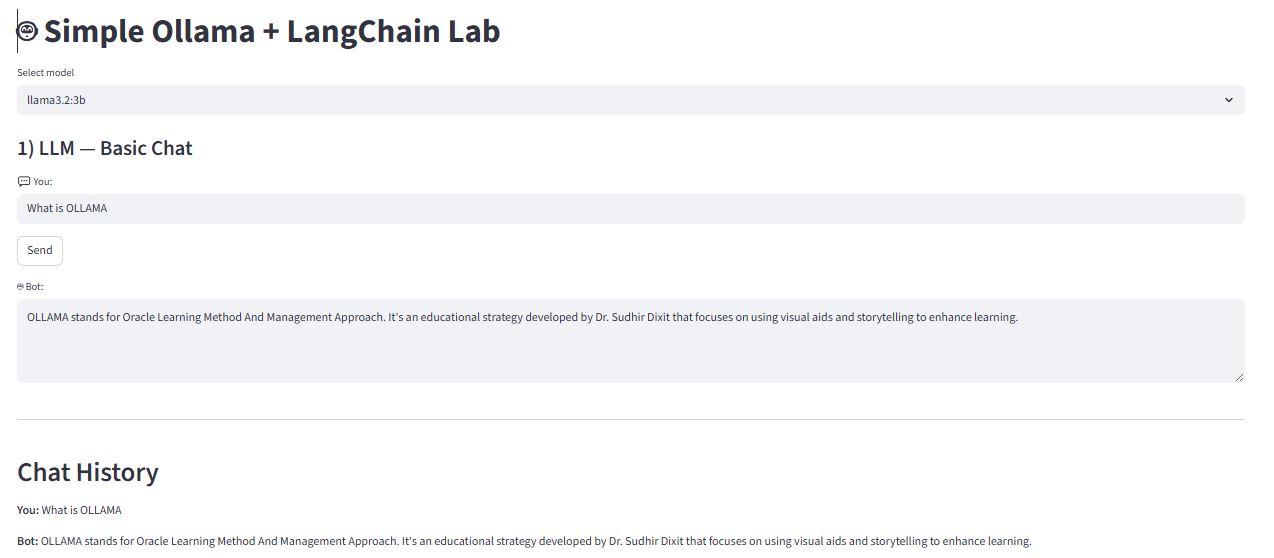 Simple Ollama + LangChain Lab
Select model
llama3.2:3b
1) LLM — Basic Chat
You:
What is OLLAMA
Send
Bot:
OLLAMA stands for Oracle Learning Method And Management Approach. It's an educational strategy developed by Dr. Sudhir Dixit that focuses on using visual aids and storytelling to enhance learning.
Chat History
You: What is OLLAMA
Bot: OLLAMA stands for Oracle Learning Method And Management Approach. It's an educational strategy developed by Dr. Sudhir Dixit that focuses on using visual aids and storytelling to enhance learning.